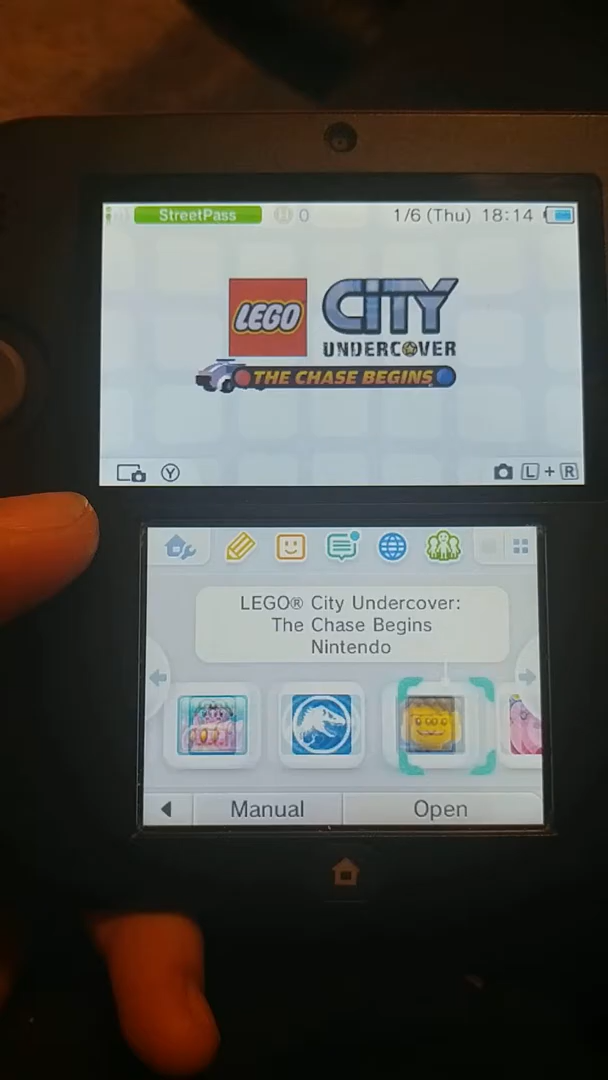 StreetPass
0
1/6 (Thu) 18:14
LEGO
CITY
UNDERCOVER
THE CHASE BEGINS
Y
L + R
LEGO® City Undercover:
The Chase Begins
Nintendo
Manual
Open